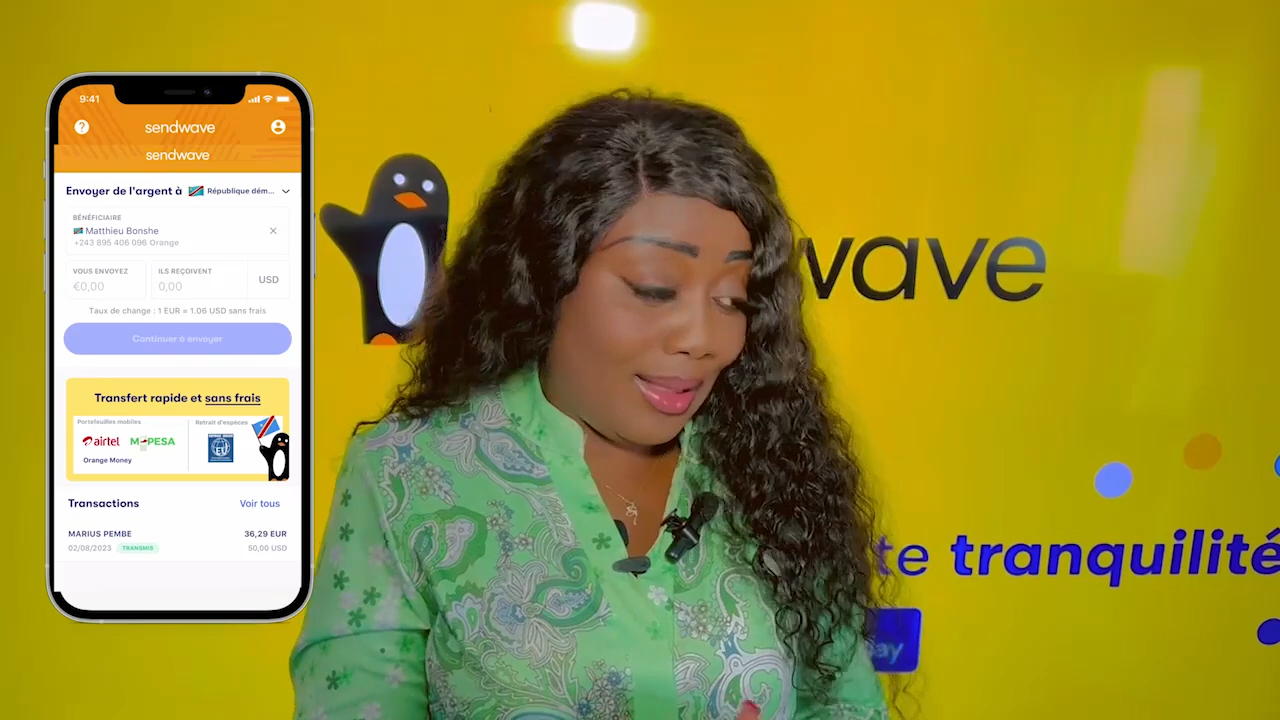 9:41
sendwave
sendwave
Envoyer de l'argent à République dém...
BÉNÉFICIAIRE
Matthieu Bonshe
+243 895 406 096 Orange
VOUS ENVOYEZ ILS REÇOIVENT
€0,00 0,00 USD
Taux de change : 1 EUR = 1.06 USD sans frais
Continuer à envoyer
Transfert rapide et sans frais
Portefeuilles mobiles Retrait d'espèces
airtel M-PESA
Orange Money
Transactions Voir tous
MARIUS PEMBE 36,29 EUR
02/08/2023 TRANSMIS 50,00 USD
wave
te tranquilité
pay